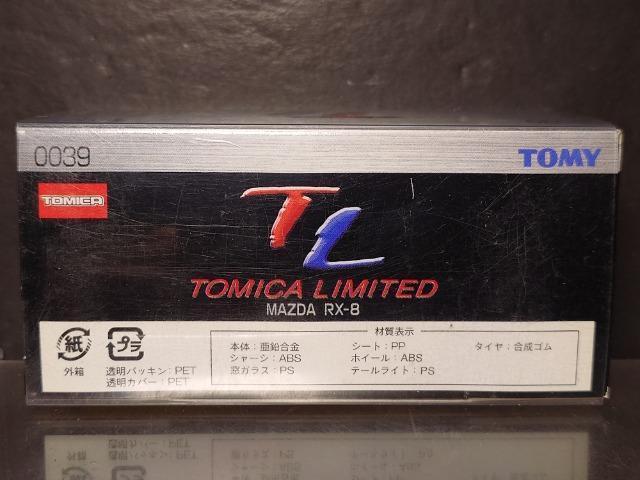 0039
TOMY
TOMICA
TL
TOMICA LIMITED
MAZDA RX-8
紙
外箱
プラ
透明パッキン:PET
透明カバー:PET
材質表示
本体:亜鉛合金
シャーシ:ABS
窓ガラス:PS
シート:PP
ホイール:ABS
テールライト:PS
タイヤ:合成ゴム